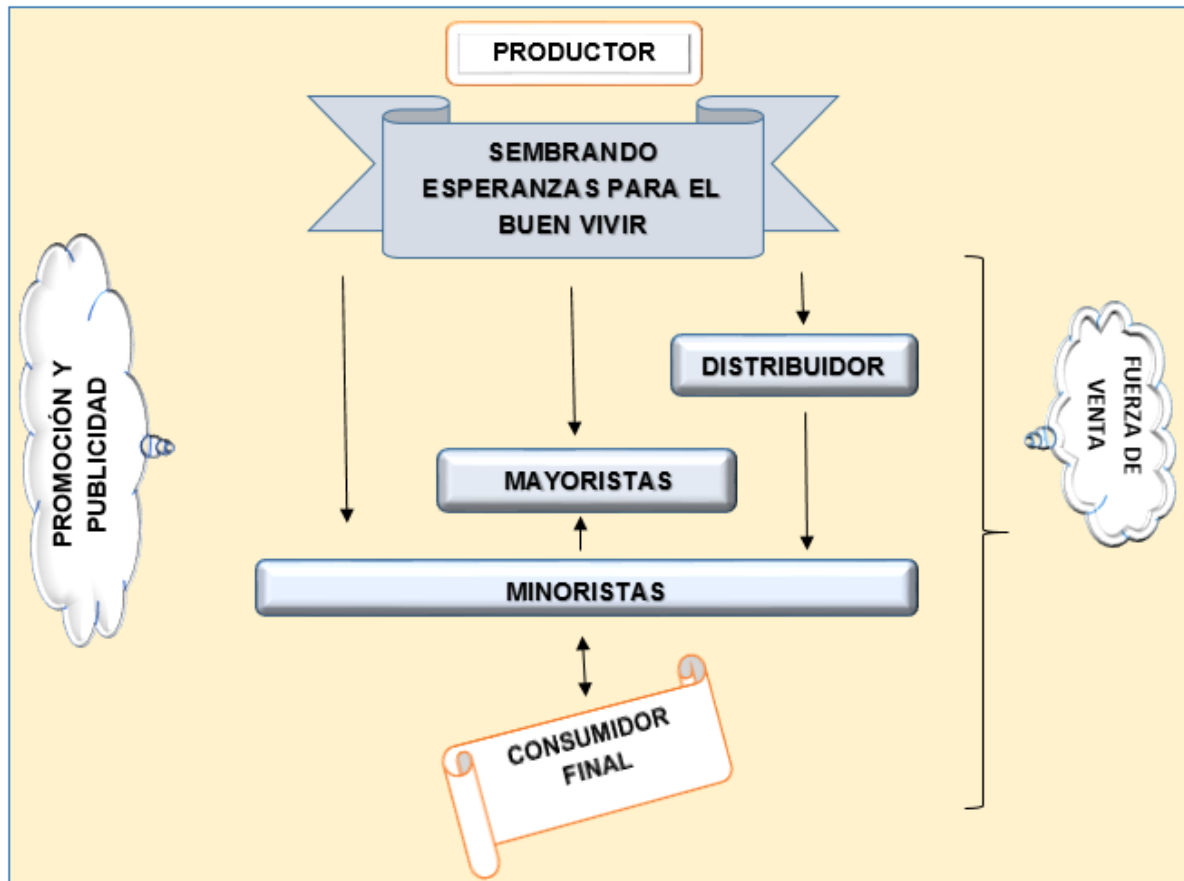 PRODUCTOR
SEMBRANDO
ESPERANZAS PARA EL
BUEN VIVIR
PROMOCIÓN Y
PUBLICIDAD
DISTRIBUIDOR
FUERZA DE
VENTA
MAYORISTAS
MINORISTAS
CONSUMIDOR
FINAL